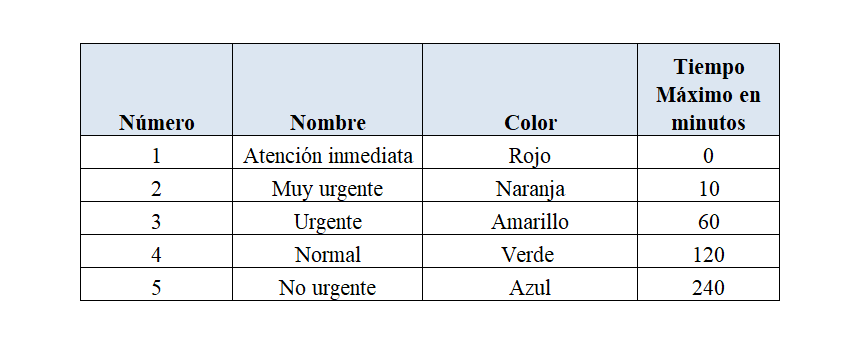 Número Nombre Color Tiempo Máximo en minutos
1 Atención inmediata Rojo 0
2 Muy urgente Naranja 10
3 Urgente Amarillo 60
4 Normal Verde 120
5 No urgente Azul 240